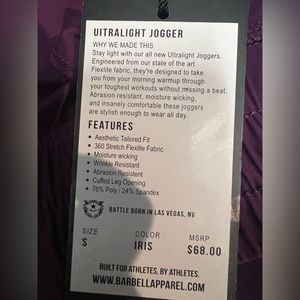 UITRALIGHT JOGGER
WHY WE MADE THIS
Stay light with our all new Ultralight Joggers.
Engineered from our state of the art
Flexlite fabric, they're designed to take
you from your morning warmup through
your toughest workouts without missing a beat.
Abrasion resistant, moisture wicking,
and insanely comfortable these joggers
are stylish enough to wear all day.
FEATURES
• Aesthetic Tailored Fit
• 360 Stretch Flexlite Fabric
• Moisture wicking
• Wrinkle Resistant
• Abrasion Resistant
• Cuffed Leg Opening
• 76% Poly / 24% Spandex
BATTLE BORN IN LAS VEGAS, NV
SIZE COLOR MSRP
S IRIS $68.00
BUILT FOR ATHLETES, BY ATHLETES.
WWW.BARBELLAPPAREL.COM